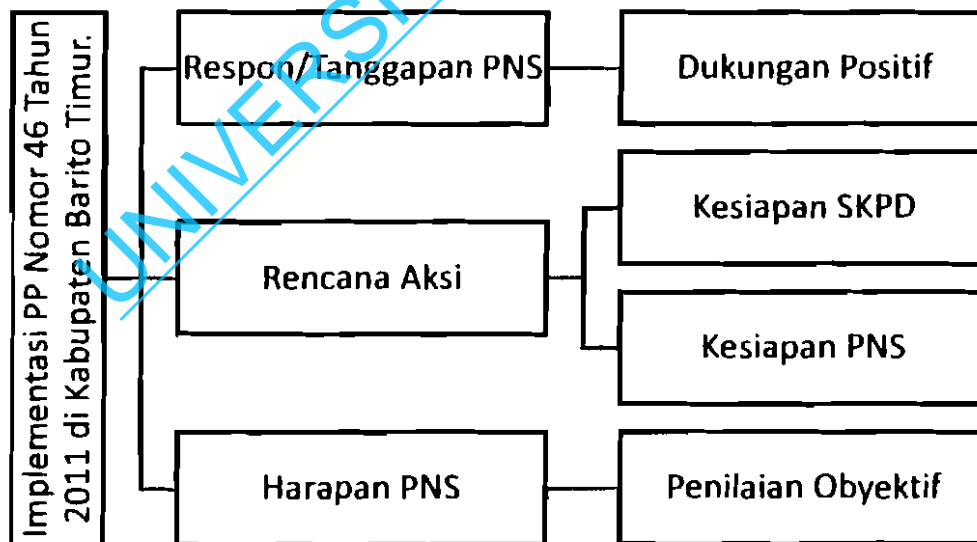 Implementasi PP Nomor 46 Tahun
2011 di Kabupaten Barito Timur.
Respon/Tanggapan PNS
Dukungan Positif
Rencana Aksi
Kesiapan SKPD
Kesiapan PNS
Harapan PNS
Penilaian Obyektif